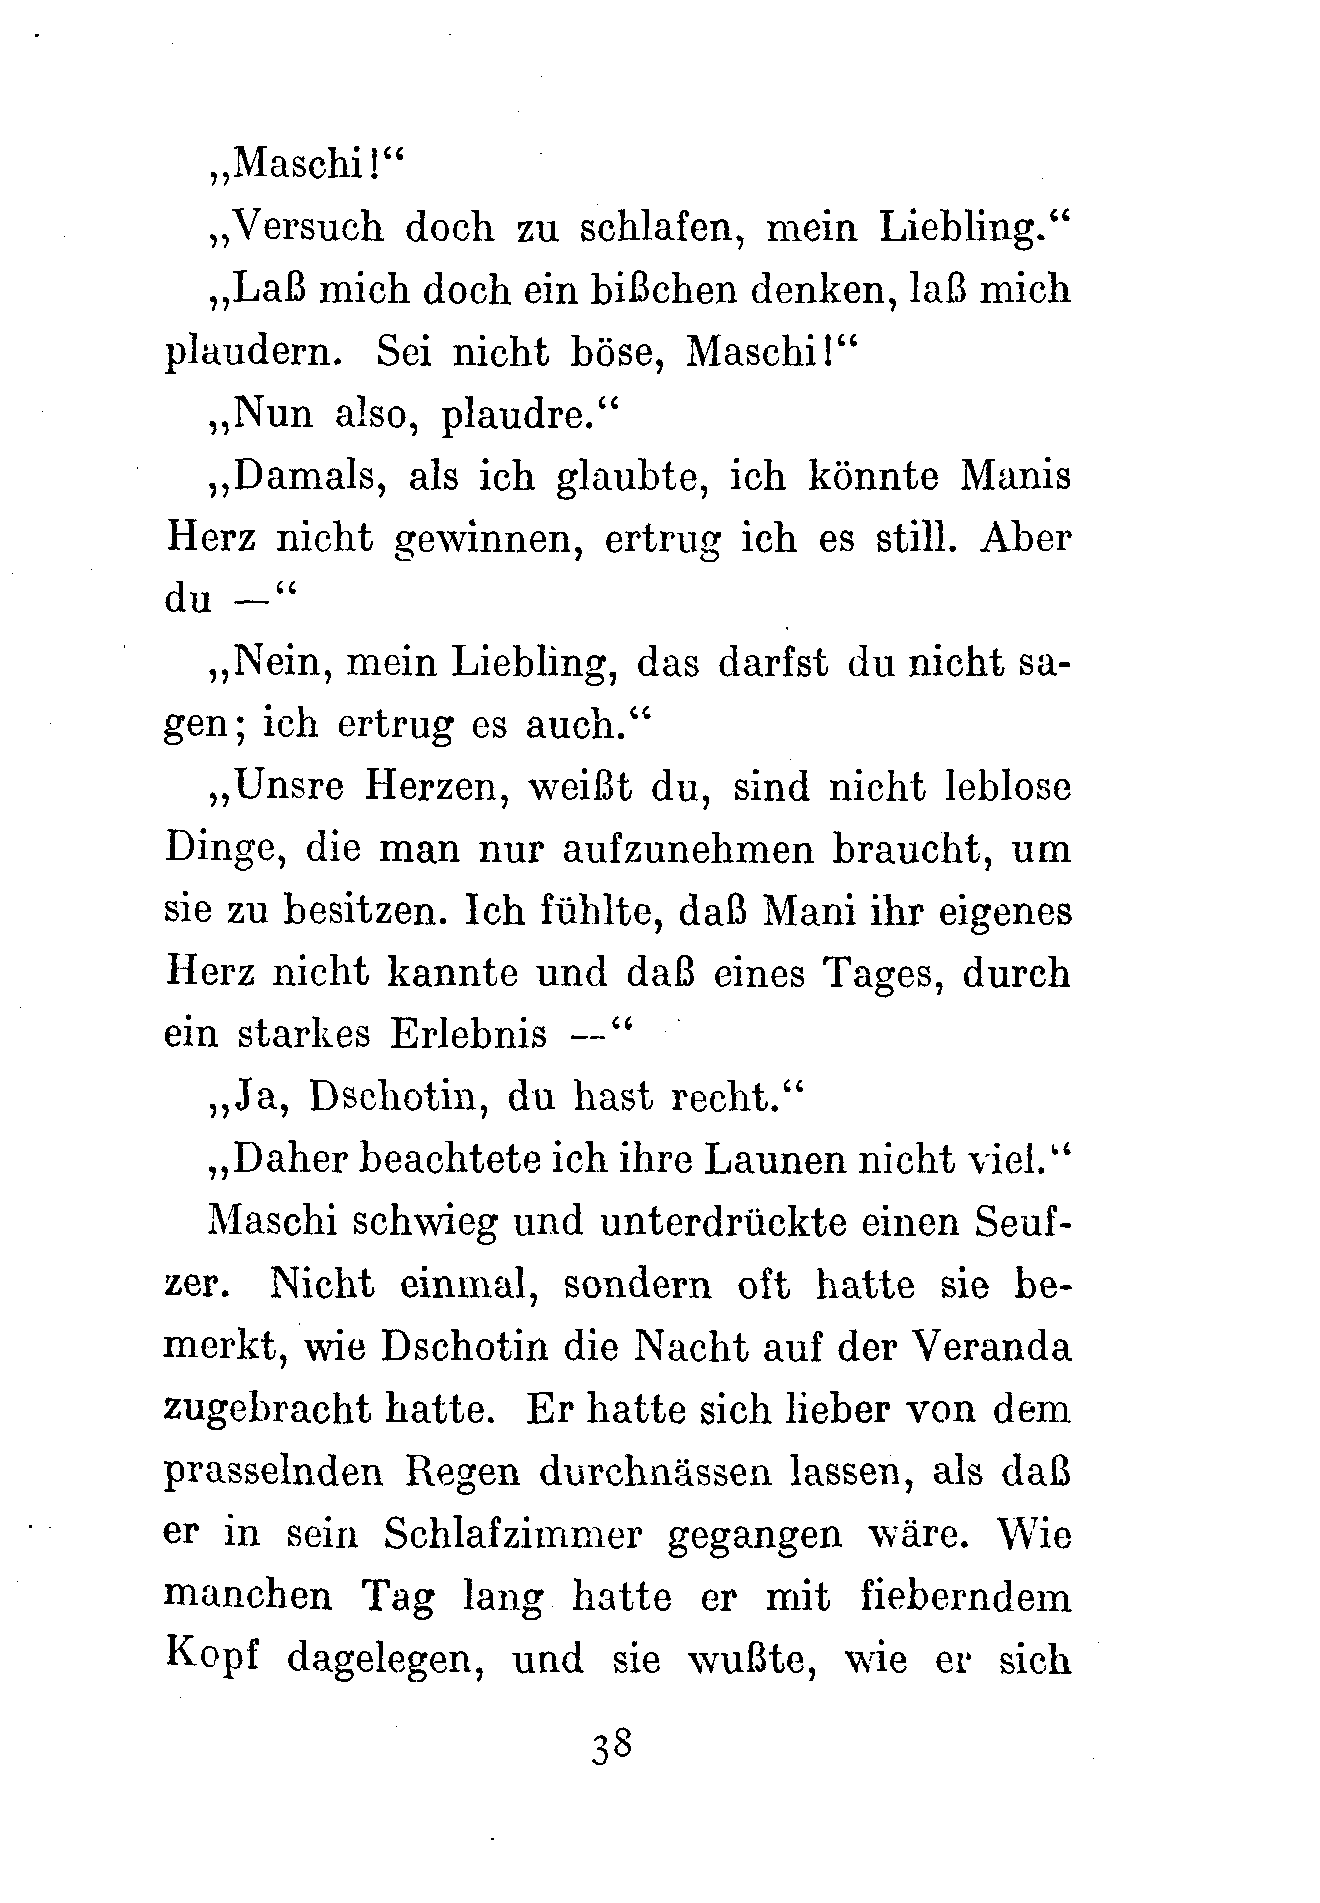 „Maschi!“
„Versuch doch zu schlafen, mein Liebling.“
„Laß mich doch ein bißchen denken, laß mich
plaudern. Sei nicht böse, Maschi!“
„Nun also, plaudre.“
„Damals, als ich glaubte, ich könnte Manis
Herz nicht gewinnen, ertrug ich es still. Aber
du —“
„Nein, mein Liebling, das darfst du nicht sa-
gen; ich ertrug es auch.“
„Unsre Herzen, weißt du, sind nicht leblose
Dinge, die man nur aufzunehmen braucht, um
sie zu besitzen. Ich fühlte, daß Mani ihr eigenes
Herz nicht kannte und daß eines Tages, durch
ein starkes Erlebnis —“
„Ja, Dschotin, du hast recht.“
„Daher beachtete ich ihre Launen nicht viel.“
Maschi schwieg und unterdrückte einen Seuf-
zer. Nicht einmal, sondern oft hatte sie be-
merkt, wie Dschotin die Nacht auf der Veranda
zugebracht hatte. Er hatte sich lieber von dem
prasselnden Regen durchnässen lassen, als daß
er in sein Schlafzimmer gegangen wäre. Wie
manchen Tag lang hatte er mit fieberndem
Kopf dagelegen, und sie wußte, wie er sich
38